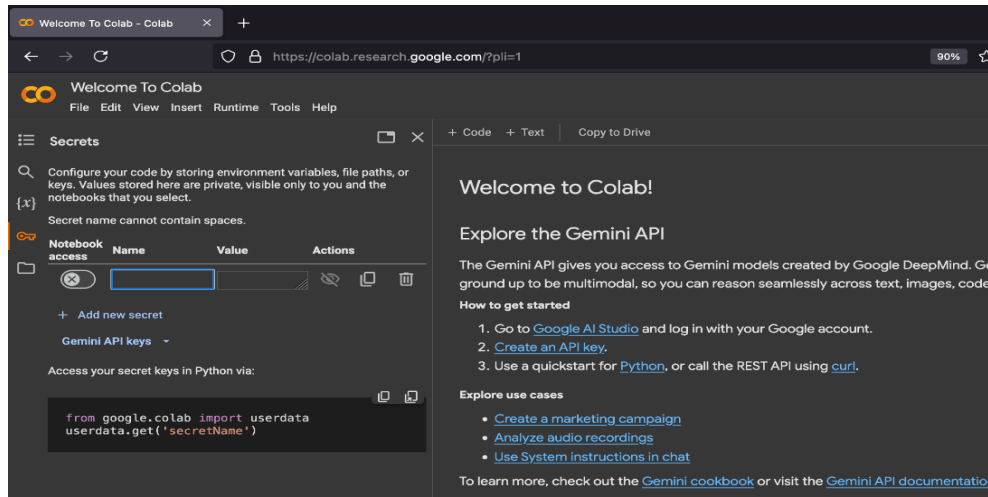 Welcome To Colab - Colab
https://colab.research.google.com/?pli=1
90%
Welcome To Colab
File Edit View Insert Runtime Tools Help
Secrets
Configure your code by storing environment variables, file paths, or
keys. Values stored here are private, visible only to you and the
notebooks that you select.
Secret name cannot contain spaces.
Notebook
access Name Value Actions
+ Add new secret
Gemini API keys
Access your secret keys in Python via:
from google.colab import userdata
userdata.get('secretName')
+ Code + Text Copy to Drive
Welcome to Colab!
Explore the Gemini API
The Gemini API gives you access to Gemini models created by Google DeepMind. Ge
ground up to be multimodal, so you can reason seamlessly across text, images, code
How to get started
1. Go to Google AI Studio and log in with your Google account.
2. Create an API key.
3. Use a quickstart for Python, or call the REST API using curl.
Explore use cases
• Create a marketing campaign
• Analyze audio recordings
• Use System instructions in chat
To learn more, check out the Gemini cookbook or visit the Gemini API documentatio